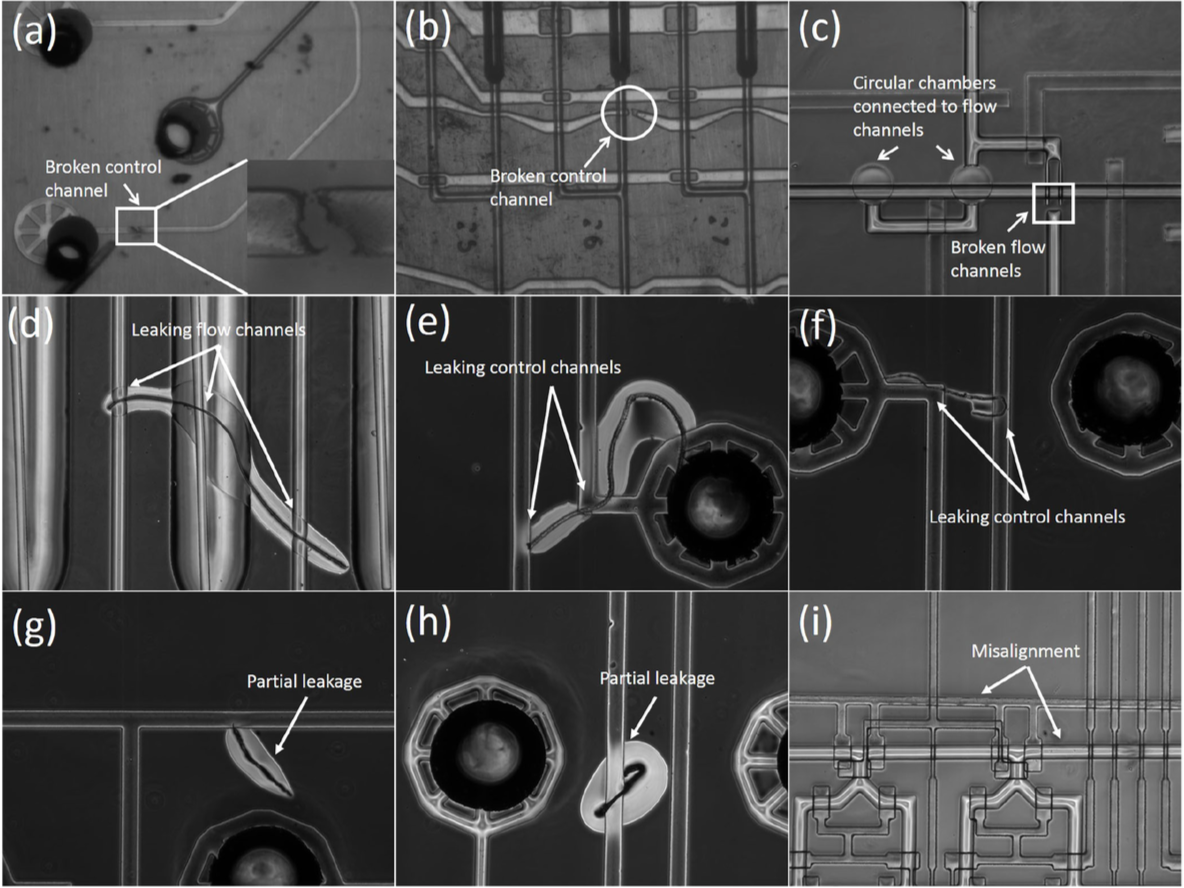 (a)
Broken control
channel
(b)
Broken control
channel
(c)
Circular chambers
connected to flow
channels
Broken flow
channels
(d)
Leaking flow channels
(e)
Leaking control channels
(f)
Leaking control channels
(g)
Partial leakage
(h)
Partial leakage
(i)
Misalignment